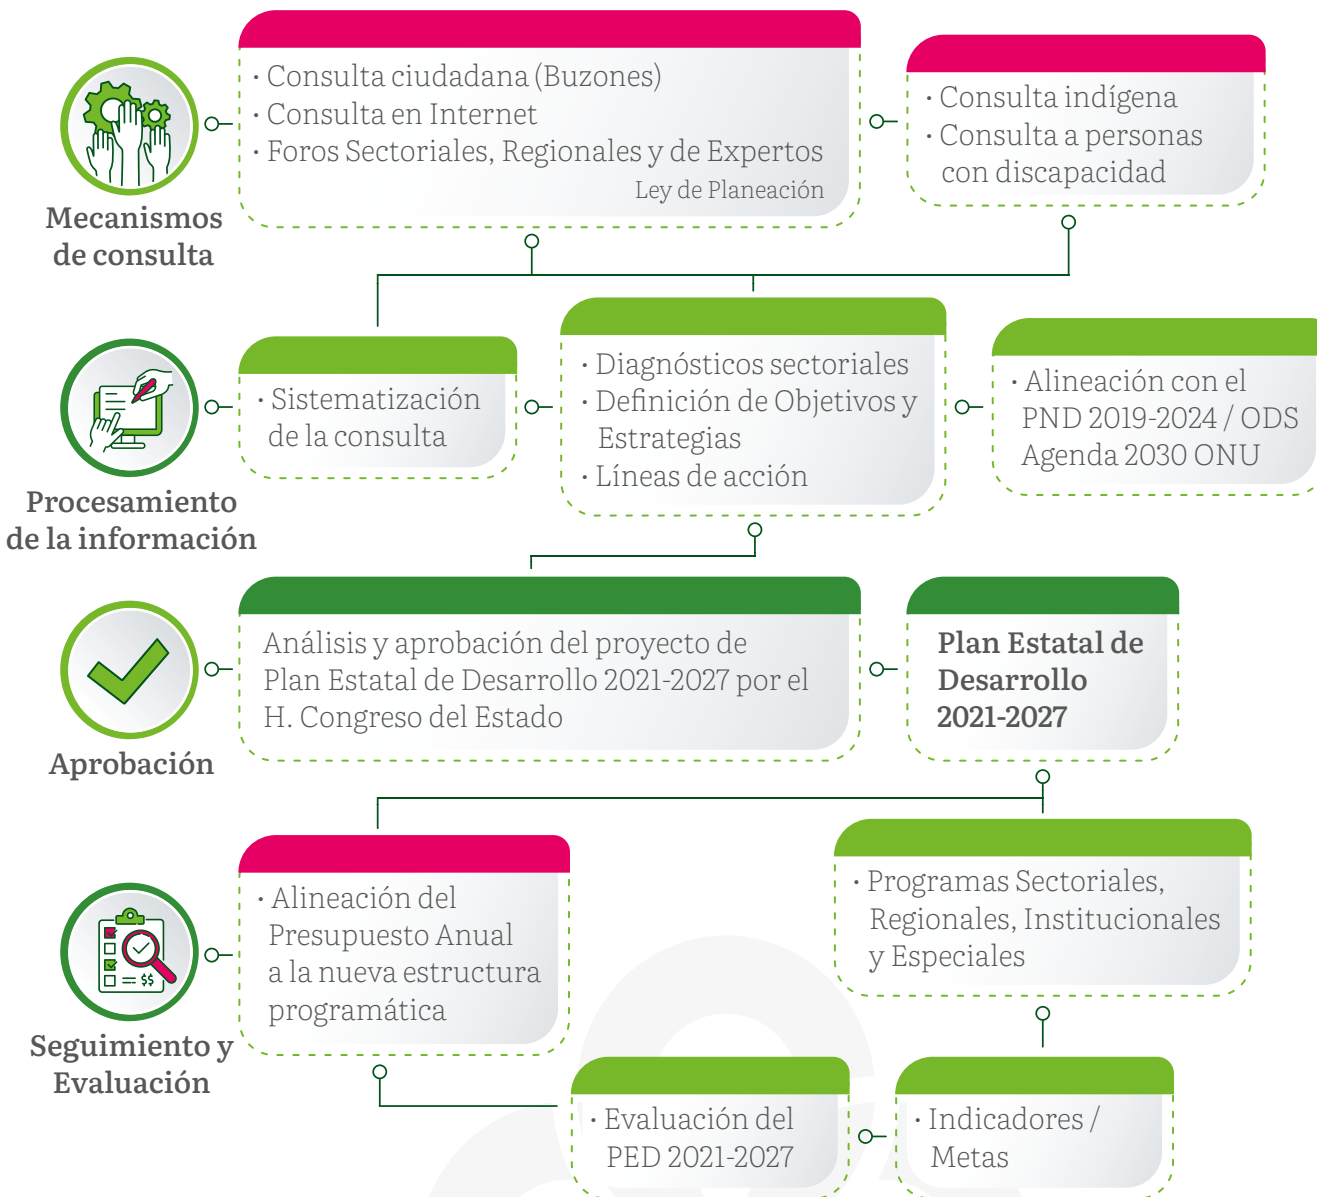 Mecanismos
de consulta
· Consulta ciudadana (Buzones)
· Consulta en Internet
· Foros Sectoriales, Regionales y de Expertos
Ley de Planeación
· Consulta indígena
· Consulta a personas
con discapacidad
Procesamiento
de la información
· Sistematización
de la consulta
· Diagnósticos sectoriales
· Definición de Objetivos y
Estrategias
· Líneas de acción
· Alineación con el
PND 2019-2024 / ODS
Agenda 2030 ONU
Aprobación
Análisis y aprobación del proyecto de
Plan Estatal de Desarrollo 2021-2027 por el
H. Congreso del Estado
Plan Estatal de
Desarrollo
2021-2027
Seguimiento y
Evaluación
$$
· Alineación del
Presupuesto Anual
a la nueva estructura
programática
· Programas Sectoriales,
Regionales, Institucionales
y Especiales
· Evaluación del
PED 2021-2027
· Indicadores /
Metas